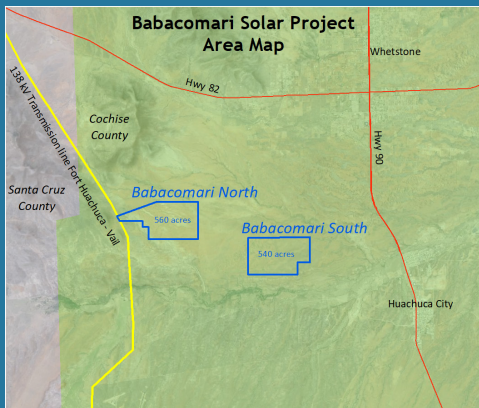 Babacomari Solar Project
Area Map
Whetstone
Hwy 82
138 kV Transmission line Fort Huachuca - Vail
Cochise
County
Hwy 90
Santa Cruz
County
Babacomari North
560 acres
Babacomari South
540 acres
Huachuca City